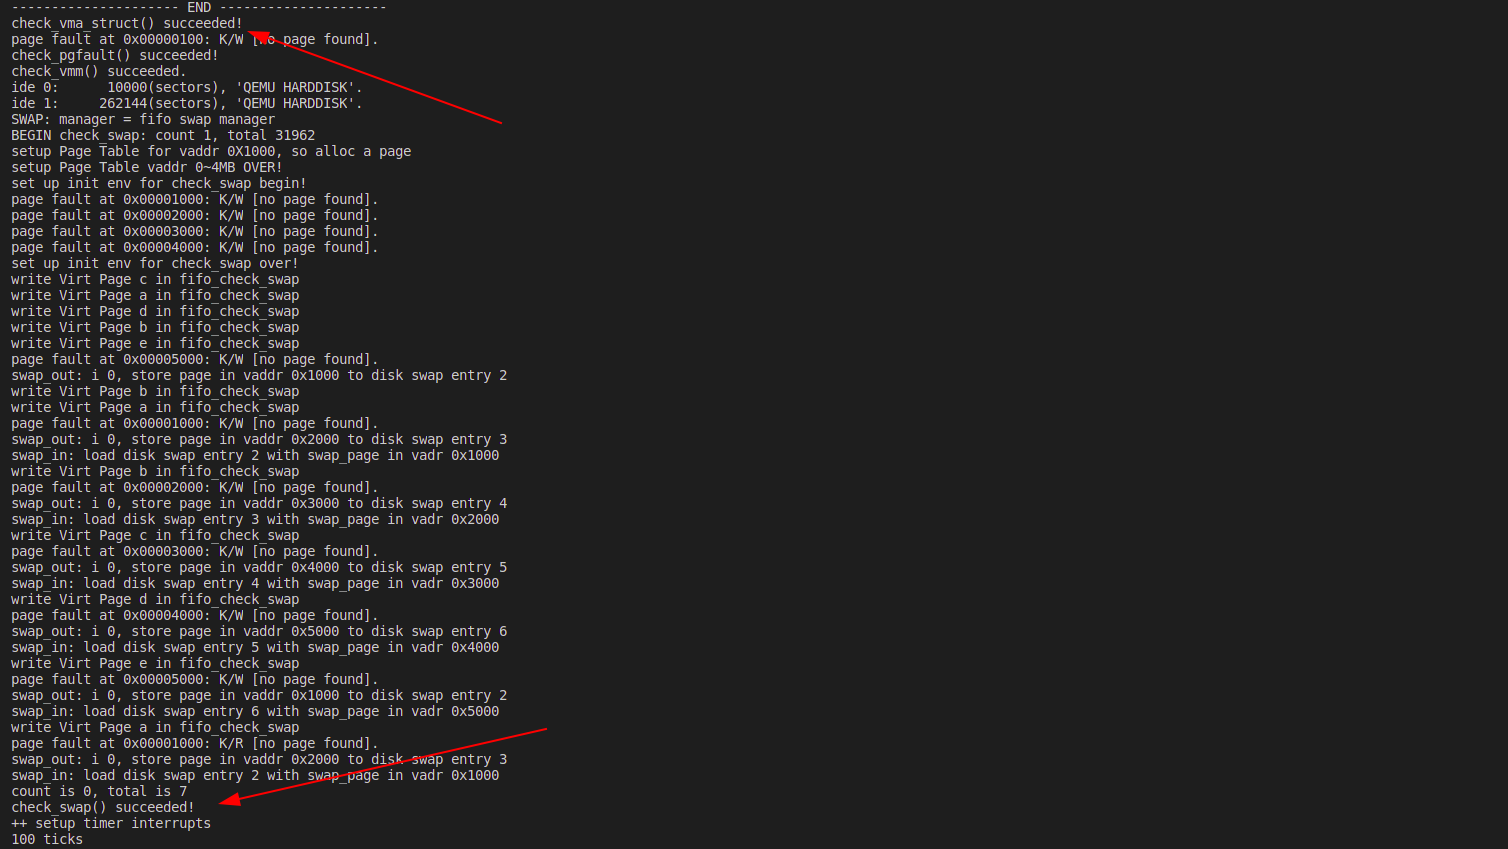 --------------------- END ---------------------
check_vma_struct() succeeded!
page fault at 0x00000100: K/W [no page found].
check_pgfault() succeeded!
check_vmm() succeeded.
ide 0:      10000(sectors), 'QEMU HARDDISK'.
ide 1:     262144(sectors), 'QEMU HARDDISK'.
SWAP: manager = fifo swap manager
BEGIN check_swap: count 1, total 31962
setup Page Table for vaddr 0X1000, so alloc a page
setup Page Table vaddr 0~4MB OVER!
set up init env for check_swap begin!
page fault at 0x00001000: K/W [no page found].
page fault at 0x00002000: K/W [no page found].
page fault at 0x00003000: K/W [no page found].
page fault at 0x00004000: K/W [no page found].
set up init env for check_swap over!
write Virt Page c in fifo_check_swap
write Virt Page a in fifo_check_swap
write Virt Page d in fifo_check_swap
write Virt Page b in fifo_check_swap
write Virt Page e in fifo_check_swap
page fault at 0x00005000: K/W [no page found].
swap_out: i 0, store page in vaddr 0x1000 to disk swap entry 2
write Virt Page b in fifo_check_swap
write Virt Page a in fifo_check_swap
page fault at 0x00001000: K/W [no page found].
swap_out: i 0, store page in vaddr 0x2000 to disk swap entry 3
swap_in: load disk swap entry 2 with swap_page in vadr 0x1000
write Virt Page b in fifo_check_swap
page fault at 0x00002000: K/W [no page found].
swap_out: i 0, store page in vaddr 0x3000 to disk swap entry 4
swap_in: load disk swap entry 3 with swap_page in vadr 0x2000
write Virt Page c in fifo_check_swap
page fault at 0x00003000: K/W [no page found].
swap_out: i 0, store page in vaddr 0x4000 to disk swap entry 5
swap_in: load disk swap entry 4 with swap_page in vadr 0x3000
write Virt Page d in fifo_check_swap
page fault at 0x00004000: K/W [no page found].
swap_out: i 0, store page in vaddr 0x5000 to disk swap entry 6
swap_in: load disk swap entry 5 with swap_page in vadr 0x4000
write Virt Page e in fifo_check_swap
page fault at 0x00005000: K/W [no page found].
swap_out: i 0, store page in vaddr 0x1000 to disk swap entry 2
swap_in: load disk swap entry 6 with swap_page in vadr 0x5000
write Virt Page a in fifo_check_swap
page fault at 0x00001000: K/R [no page found].
swap_out: i 0, store page in vaddr 0x2000 to disk swap entry 3
swap_in: load disk swap entry 2 with swap_page in vadr 0x1000
count is 0, total is 7
check_swap() succeeded!
++ setup timer interrupts
100 ticks